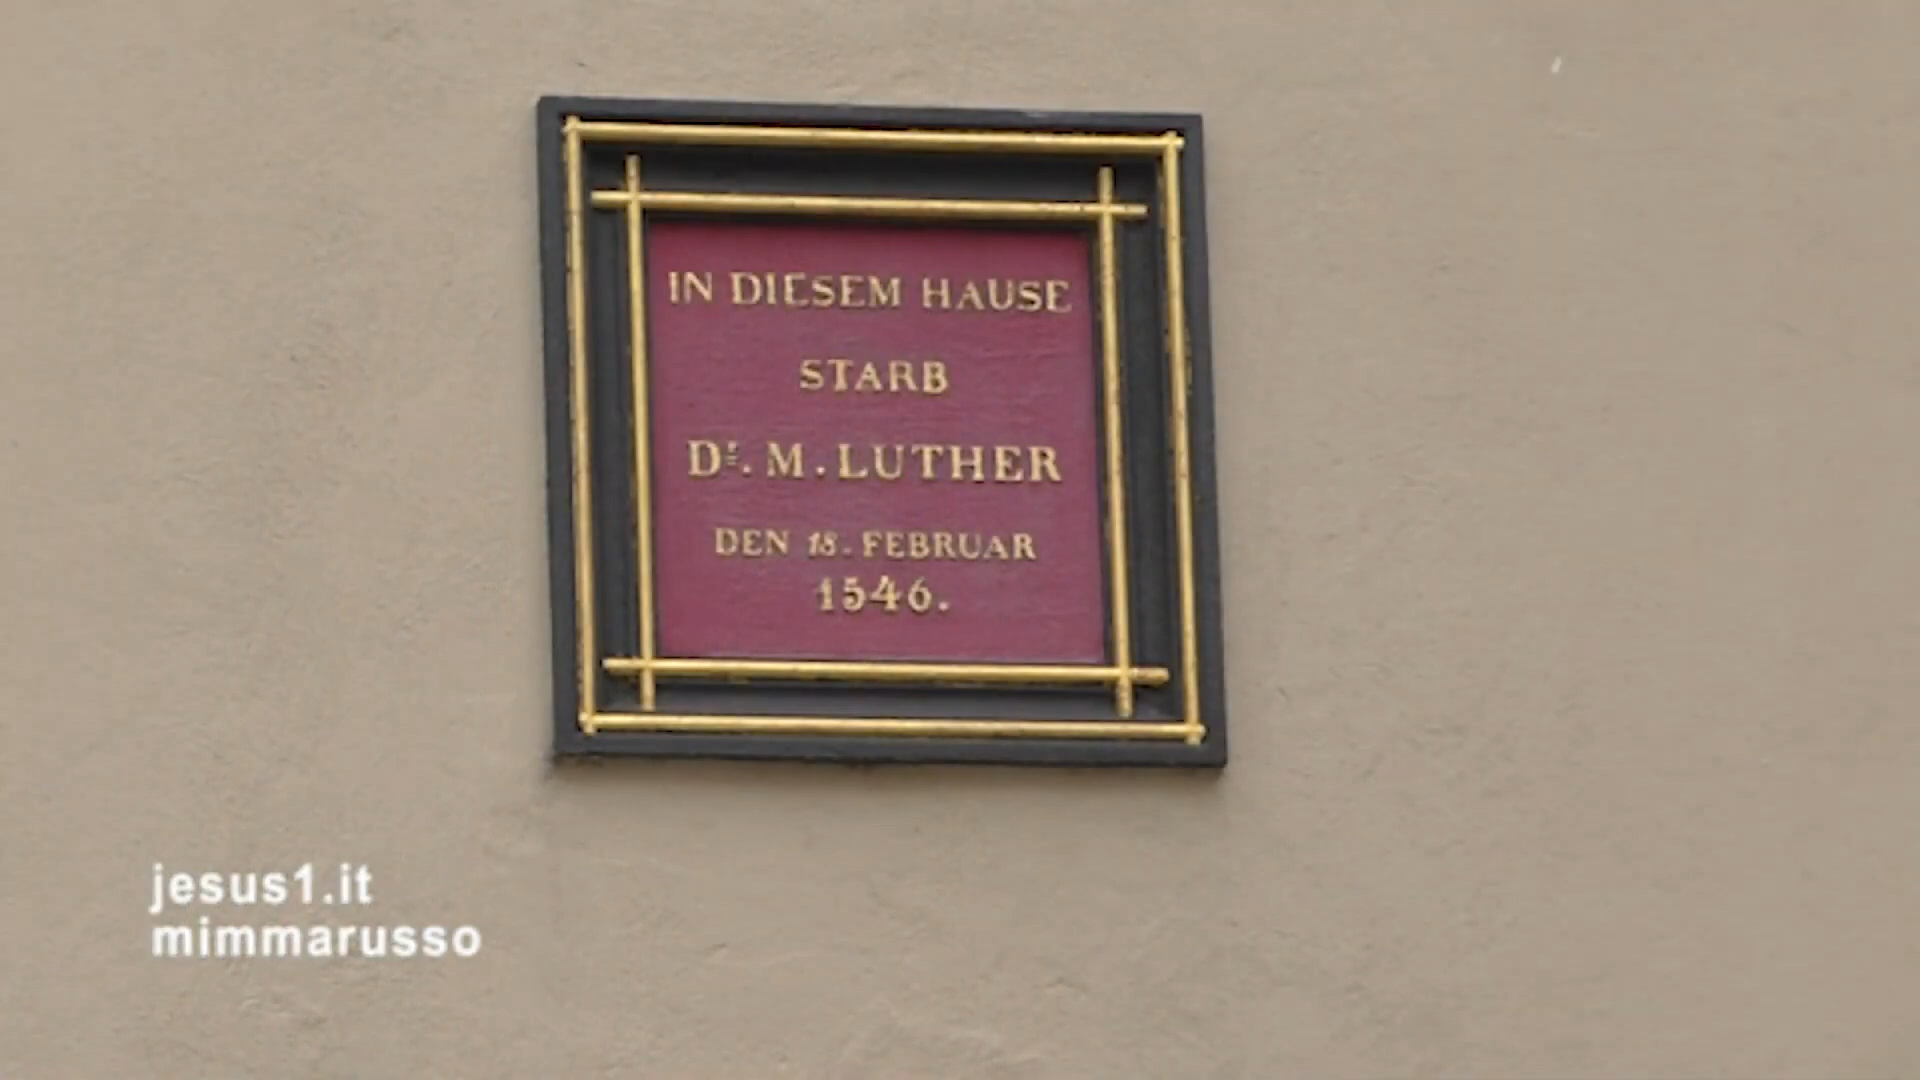 IN DIESEM HAUSE
STARB
Dr. M. LUTHER
DEN 18. FEBRUAR
1546.
jesus1.it
mimmarusso